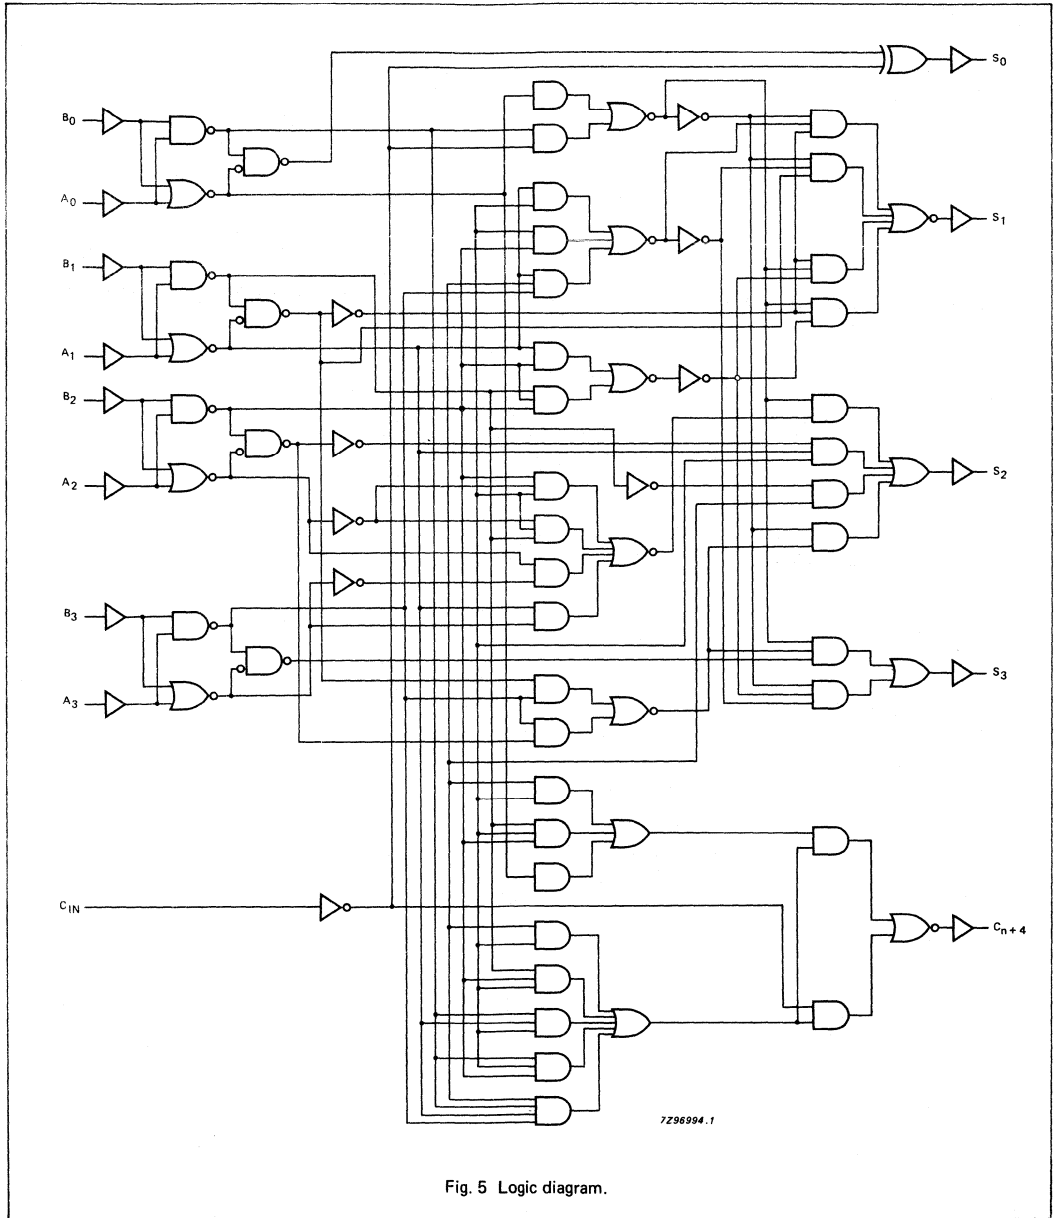 S0
B0
A0
S1
B1
A1
B2
S2
A2
B3
S3
A3
CIN
Cn+4
7Z96994.1
Fig. 5 Logic diagram.